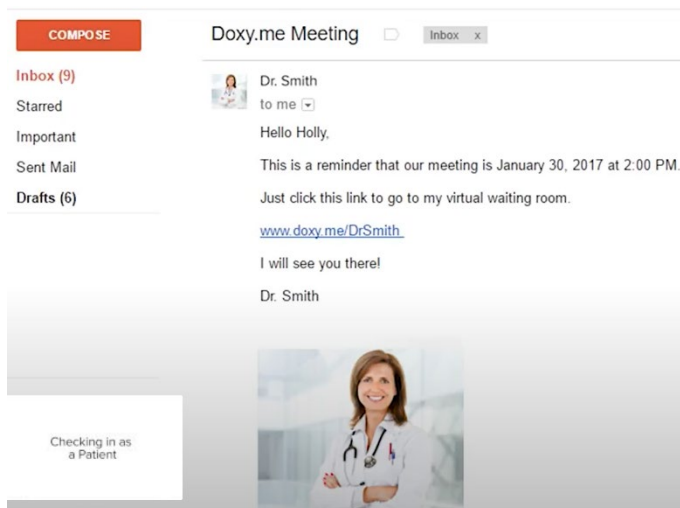 COMPOSE
Inbox (9)
Starred
Important
Sent Mail
Drafts (6)
Doxy.me Meeting
Inbox x
Dr. Smith
to me
Hello Holly,
This is a reminder that our meeting is January 30, 2017 at 2:00 PM.
Just click this link to go to my virtual waiting room.
www.doxy.me/DrSmith
I will see you there!
Dr. Smith
Checking in as
a Patient